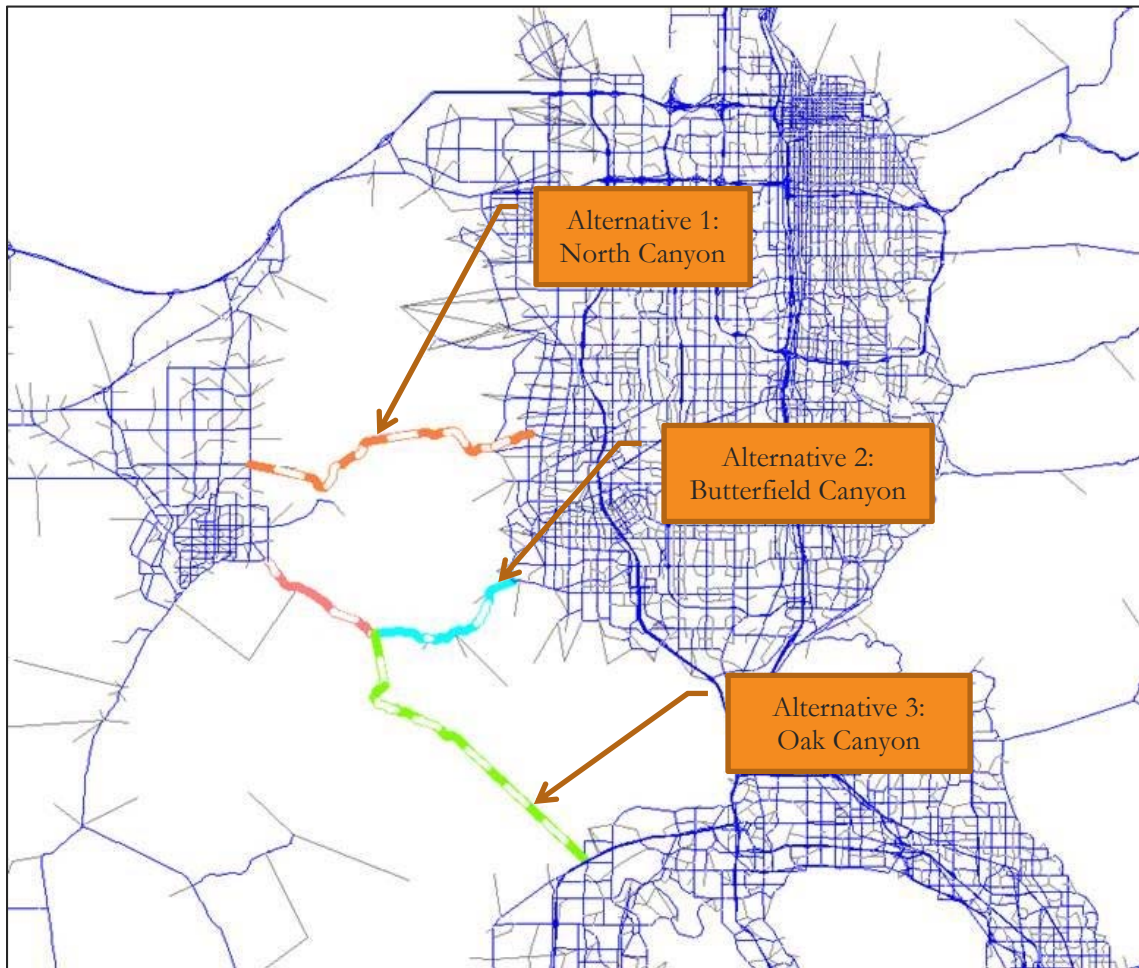 Alternative 1:
North Canyon
Alternative 2:
Butterfield Canyon
Alternative 3:
Oak Canyon